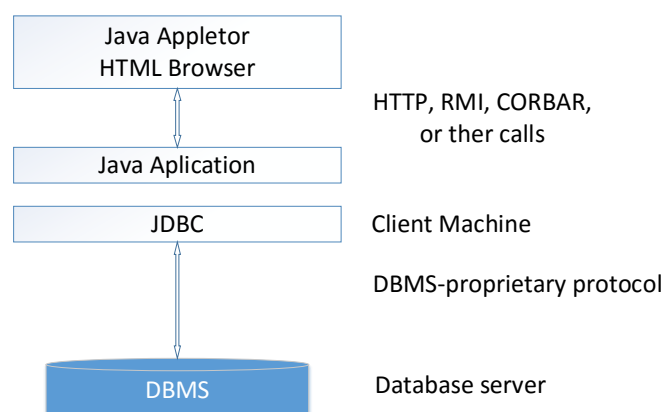 Java Appletor
HTML Browser
HTTP, RMI, CORBAR,
or ther calls
Java Aplication
JDBC
Client Machine
DBMS-proprietary protocol
DBMS
Database server